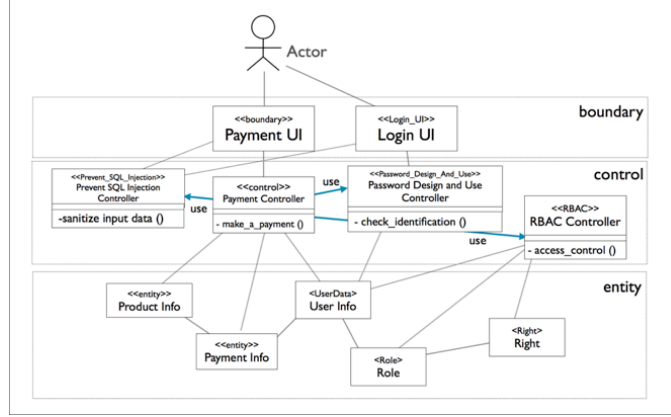 Actor
boundary
<<boundary>>
Payment UI
<<Login_UI>>
Login UI
control
<<Prevent_SQL_Injection>>
Prevent SQL Injection
Controller
-sanitize input data ()
use
<<control>>
Payment Controller
- make_a_payment ()
use
<<Password_Design_And_Use>>
Password Design and Use
Controller
- check_identification ()
use
<<RBAC>>
RBAC Controller
- access_control ()
entity
<<entity>>
Product Info
<UserData>
User Info
<<entity>>
Payment Info
<Role>
Role
<Right>
Right